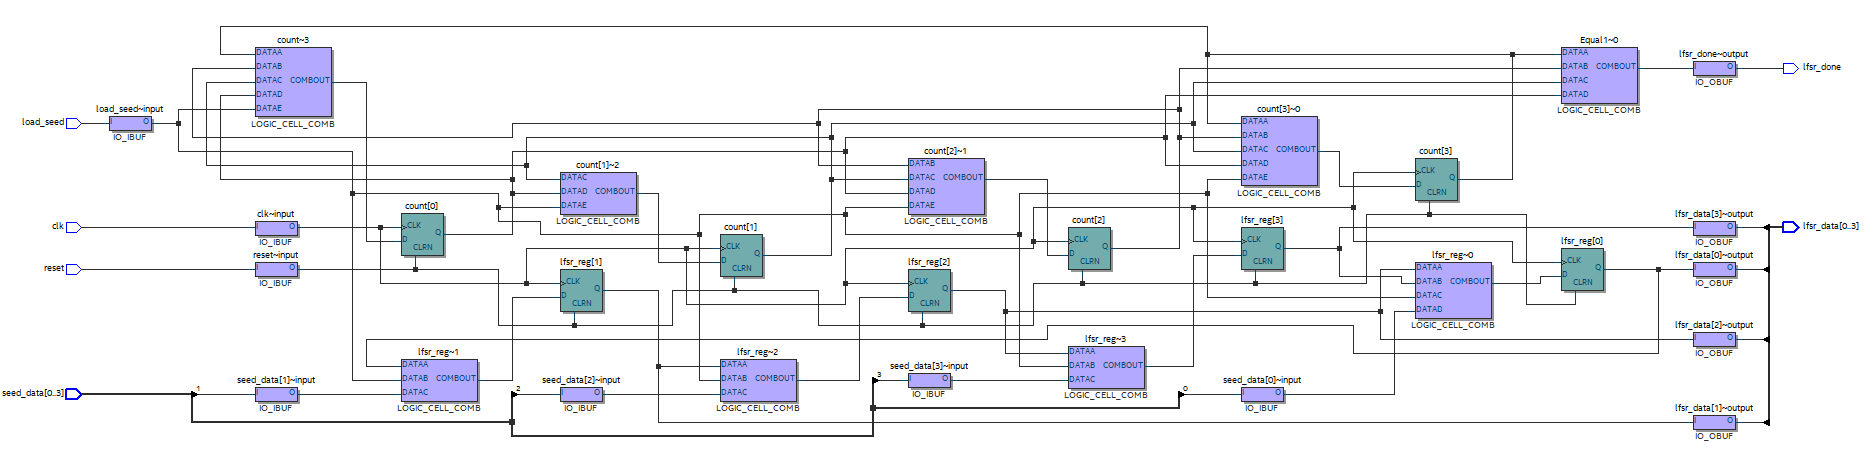 count~3
DATAA
DATAB
DATAC COMBOUT
DATAD
DATAE
LOGIC_CELL_COMB
load_seed
load_seed~input
I O
IO_IBUF
clk
clk~input
I O
IO_IBUF
reset
reset~input
I O
IO_IBUF
count[0]
CLK
D Q
CLRN
count[1]~2
DATAC
DATAD COMBOUT
DATAE
LOGIC_CELL_COMB
lfsr_reg[1]
CLK
D Q
CLRN
count[1]
CLK
D Q
CLRN
count[2]~1
DATAB
DATAC COMBOUT
DATAD
DATAE
LOGIC_CELL_COMB
lfsr_reg[2]
CLK
D Q
CLRN
count[2]
CLK
D Q
CLRN
count[3]~0
DATAA
DATAB
DATAC COMBOUT
DATAD
DATAE
LOGIC_CELL_COMB
lfsr_reg[3]
CLK
D Q
CLRN
count[3]
CLK
D Q
CLRN
lfsr_reg~0
DATAA
DATAB COMBOUT
DATAC
DATAD
LOGIC_CELL_COMB
Equal1~0
DATAA
DATAB COMBOUT
DATAC
DATAD
LOGIC_CELL_COMB
lfsr_reg[0]
CLK
D Q
CLRN
lfsr_done~output
I O
IO_OBUF
lfsr_done
lfsr_data[3]~output
I O
IO_OBUF
lfsr_data[0..3]
lfsr_data[0]~output
I O
IO_OBUF
lfsr_data[2]~output
I O
IO_OBUF
lfsr_data[1]~output
I O
IO_OBUF
seed_data[0..3]
1
seed_data[1]~input
I O
IO_IBUF
lfsr_reg~1
DATAA
DATAB COMBOUT
DATAC
LOGIC_CELL_COMB
2
seed_data[2]~input
I O
IO_IBUF
lfsr_reg~2
DATAA
DATAB COMBOUT
DATAC
LOGIC_CELL_COMB
3
seed_data[3]~input
I O
IO_IBUF
lfsr_reg~3
DATAA
DATAB COMBOUT
DATAC
LOGIC_CELL_COMB
0
seed_data[0]~input
I O
IO_IBUF